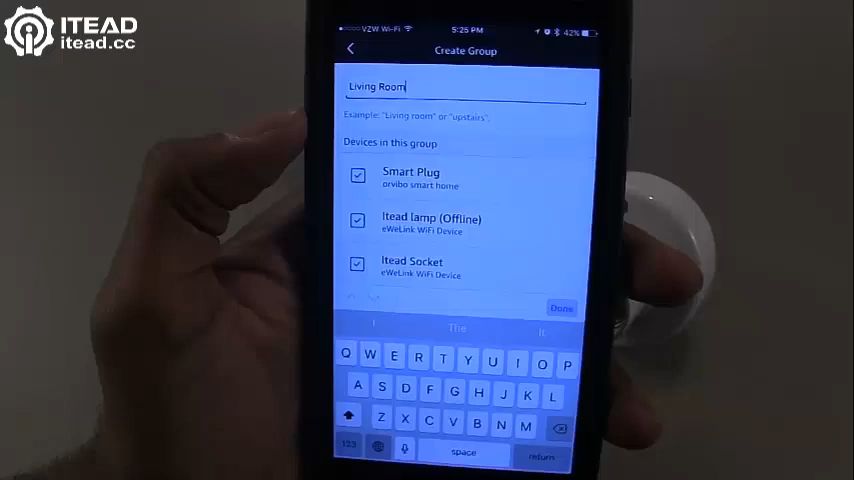 ITEAD
itead.cc
VZW Wi-Fi 5:25 PM 42%
Create Group
Living Room
Example: "Living room" or "upstairs".
Devices in this group
Smart Plug
orvibo smart home
Itead lamp (Offline)
eWeLink WiFi Device
Itead Socket
eWeLink WiFi Device
Done
I The It
Q W E R T Y U I O P
A S D F G H J K L
Z X C V B N M
123 space return